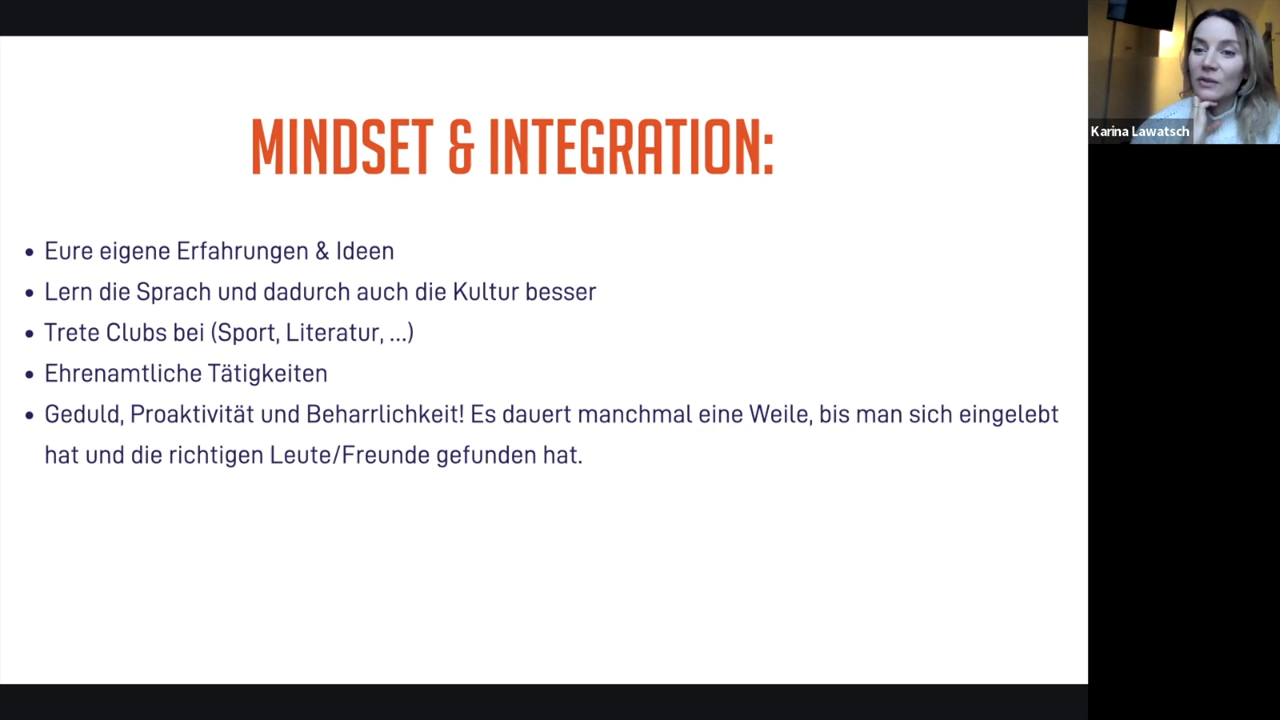 MINDSET & INTEGRATION:
• Eure eigene Erfahrungen & Ideen
• Lern die Sprach und dadurch auch die Kultur besser
• Trete Clubs bei (Sport, Literatur, ...)
• Ehrenamtliche Tätigkeiten
• Geduld, Proaktivität und Beharrlichkeit! Es dauert manchmal eine Weile, bis man sich eingelebt
hat und die richtigen Leute/Freunde gefunden hat.
Karina Lawatsch